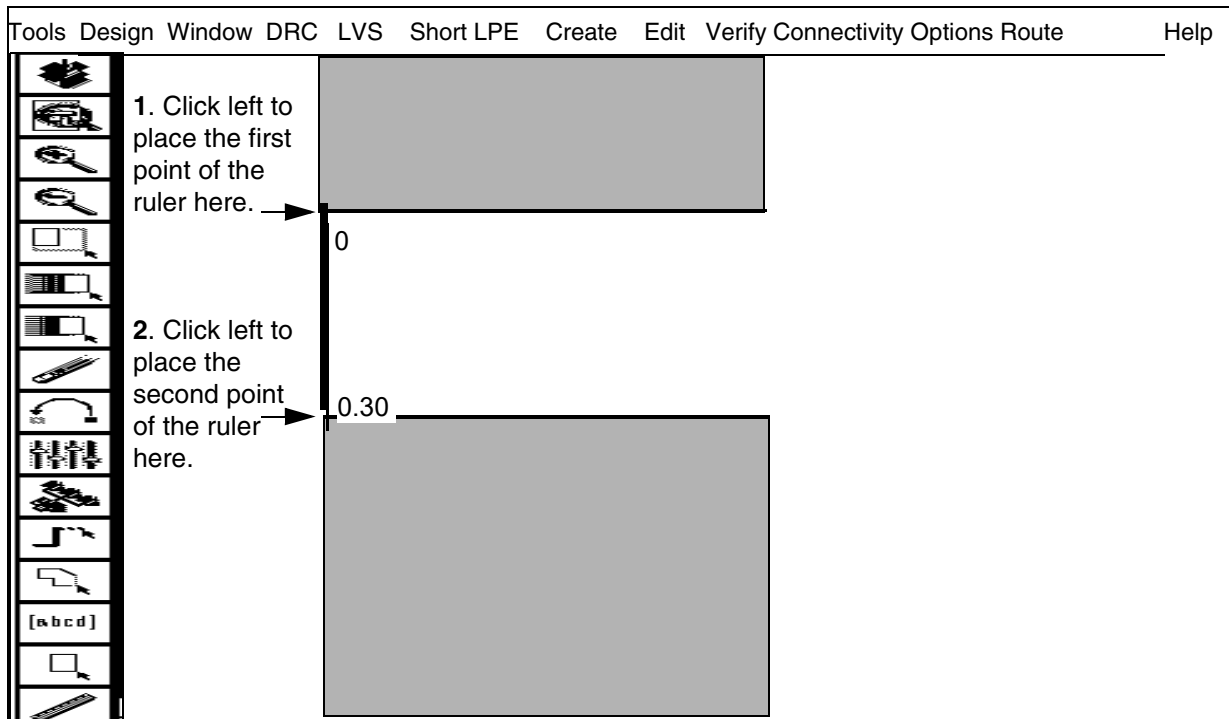 Tools Design Window DRC LVS Short LPE Create Edit Verify Connectivity Options Route Help
1. Click left to
place the first
point of the
ruler here.
0
2. Click left to
place the
second point
of the ruler
here.
0.30
[abcd]